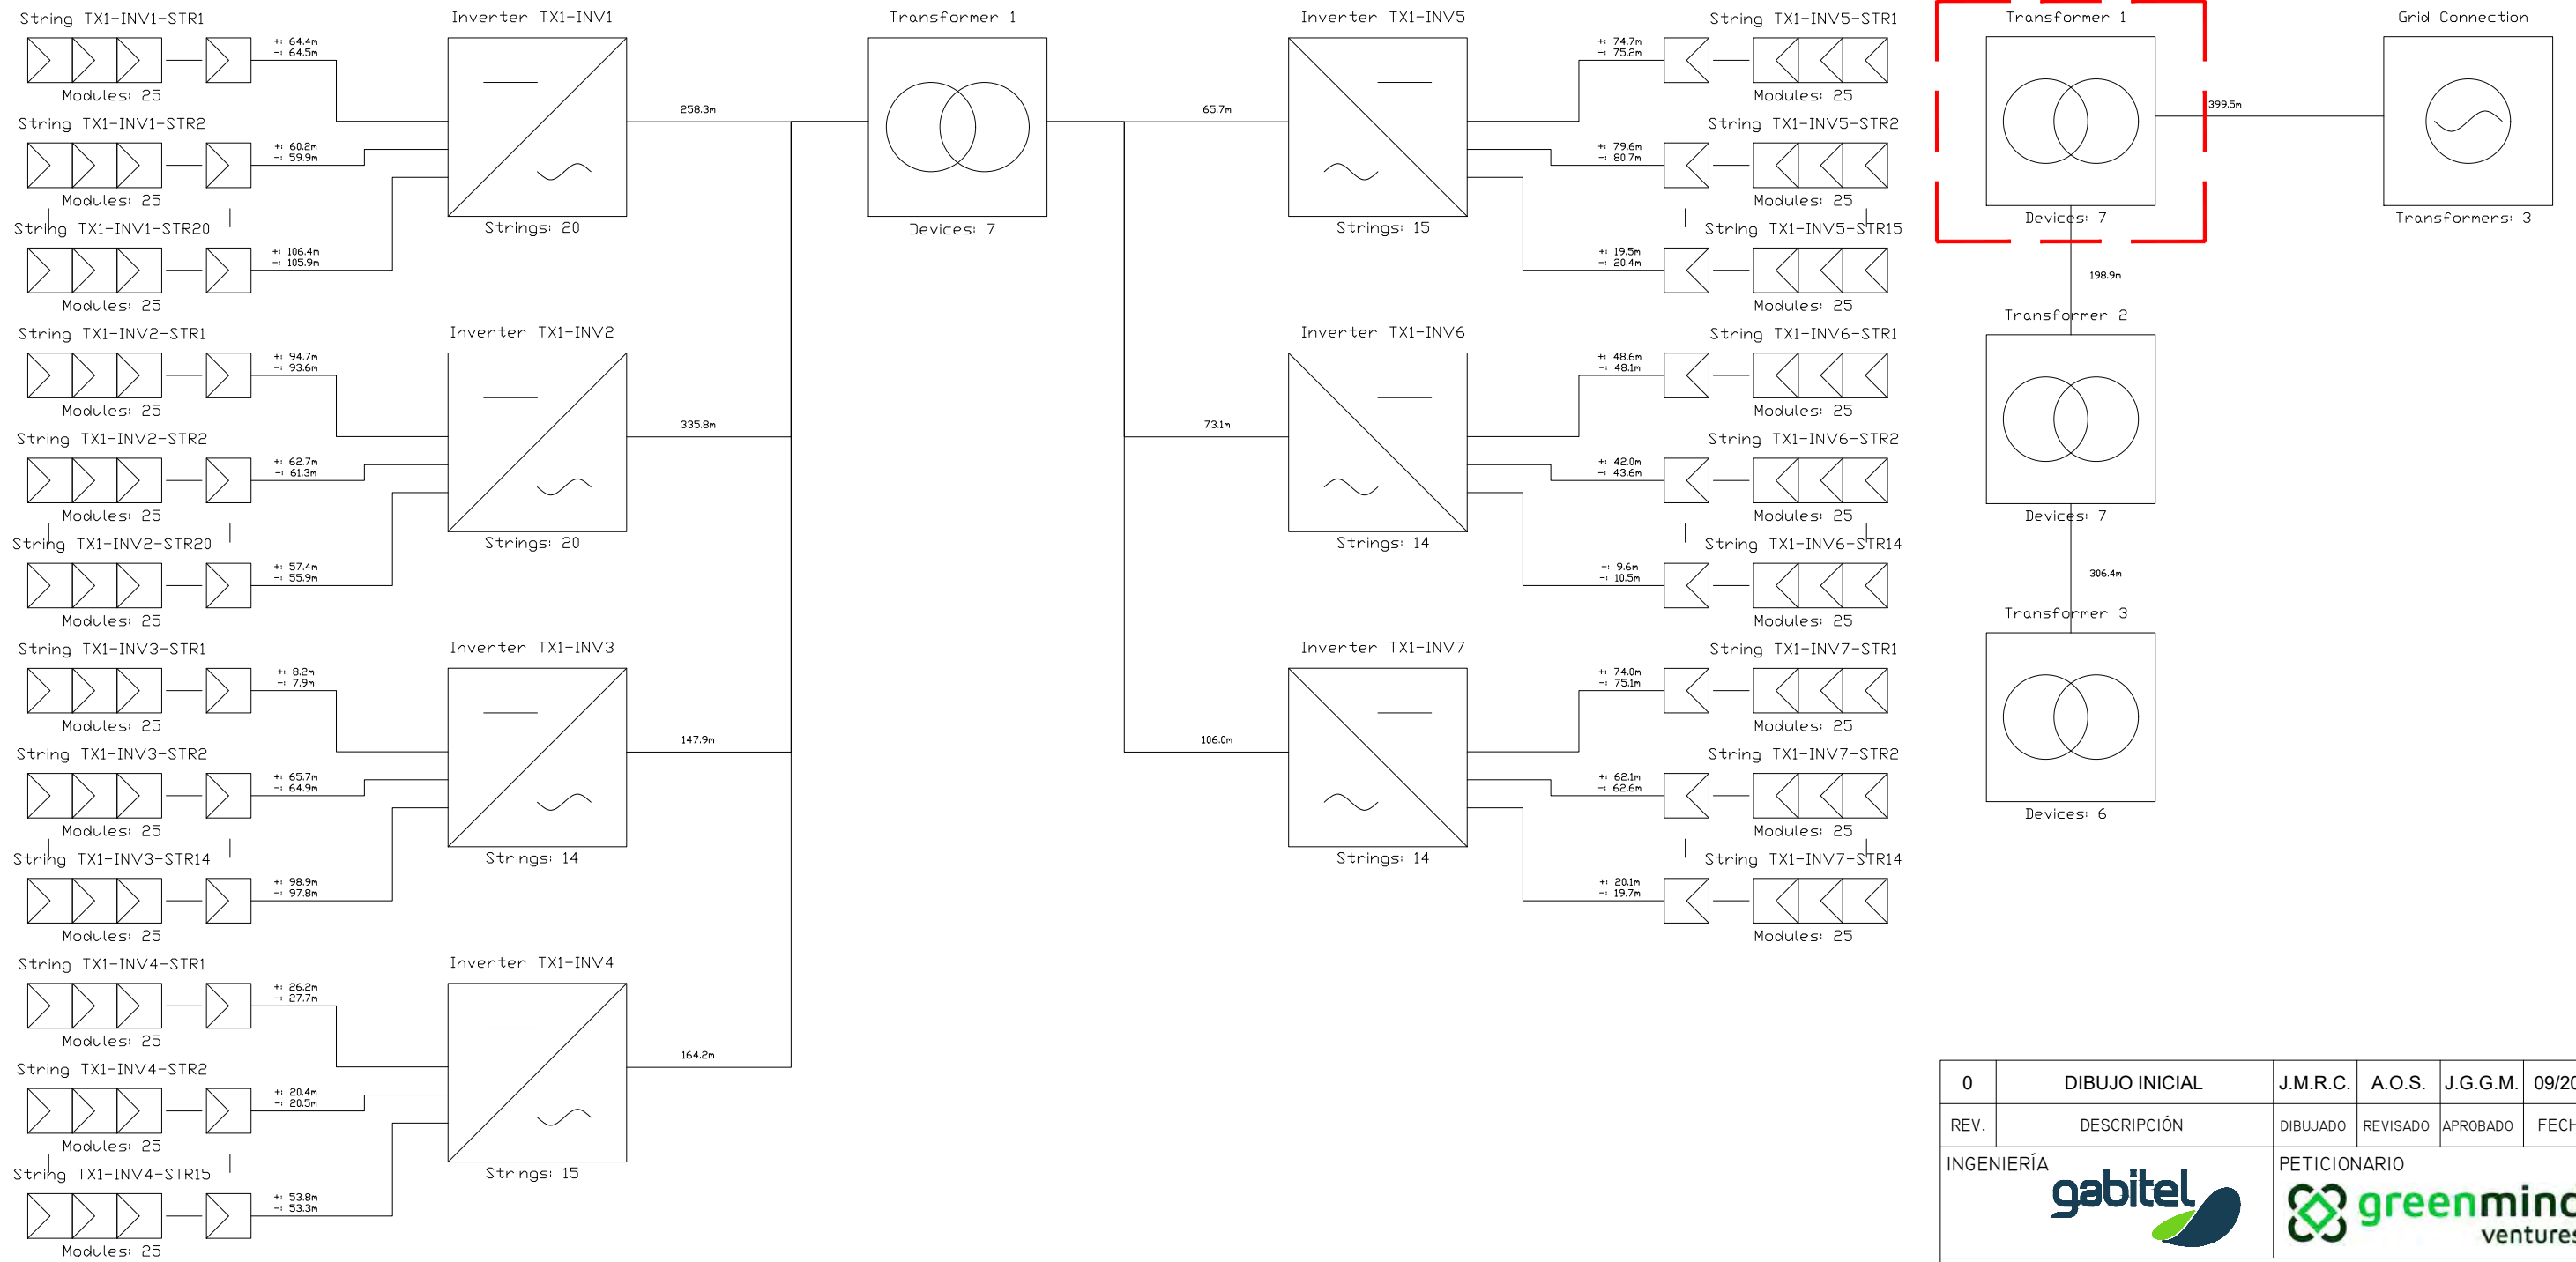 String TX1-INV1-STR1
+: 64.4m
-: 64.5m
Modules: 25
String TX1-INV1-STR2
+: 60.2m
-: 59.9m
Modules: 25
String TX1-INV1-STR20
+: 106.4m
-: 105.9m
Modules: 25
Inverter TX1-INV1
Strings: 20
258.3m
String TX1-INV2-STR1
+: 94.7m
-: 93.6m
Modules: 25
String TX1-INV2-STR2
+: 62.7m
-: 61.3m
Modules: 25
String TX1-INV2-STR20
+: 57.4m
-: 55.9m
Modules: 25
Inverter TX1-INV2
Strings: 20
335.8m
String TX1-INV3-STR1
+: 8.2m
-: 7.9m
Modules: 25
String TX1-INV3-STR2
+: 65.7m
-: 64.9m
Modules: 25
String TX1-INV3-STR14
+: 98.9m
-: 97.8m
Modules: 25
Inverter TX1-INV3
Strings: 14
147.9m
String TX1-INV4-STR1
+: 26.2m
-: 27.7m
Modules: 25
String TX1-INV4-STR2
+: 20.4m
-: 20.5m
Modules: 25
String TX1-INV4-STR15
+: 53.8m
-: 53.3m
Modules: 25
Inverter TX1-INV4
Strings: 15
164.2m
Transformer 1
Devices: 7
Inverter TX1-INV5
65.7m
Strings: 15
String TX1-INV5-STR1
+: 74.7m
-: 75.2m
Modules: 25
String TX1-INV5-STR2
+: 79.6m
-: 80.7m
Modules: 25
String TX1-INV5-STR15
+: 19.5m
-: 20.4m
Modules: 25
Inverter TX1-INV6
73.1m
Strings: 14
String TX1-INV6-STR1
+: 48.6m
-: 48.1m
Modules: 25
String TX1-INV6-STR2
+: 42.0m
-: 43.6m
Modules: 25
String TX1-INV6-STR14
+: 9.6m
-: 10.5m
Modules: 25
Inverter TX1-INV7
106.0m
Strings: 14
String TX1-INV7-STR1
+: 74.0m
-: 75.1m
Modules: 25
String TX1-INV7-STR2
+: 62.1m
-: 62.6m
Modules: 25
String TX1-INV7-STR14
+: 20.1m
-: 19.7m
Modules: 25
Transformer 1
Devices: 7
399.5m
Grid Connection
Transformers: 3
198.9m
Transformer 2
Devices: 7
306.4m
Transformer 3
Devices: 6
0 DIBUJO INICIAL J.M.R.C. A.O.S. J.G.G.M. 09/20
REV. DESCRIPCIÓN DIBUJADO REVISADO APROBADO FECH
INGENIERÍA
gabitel
PETICIONARIO
greenmind
ventures